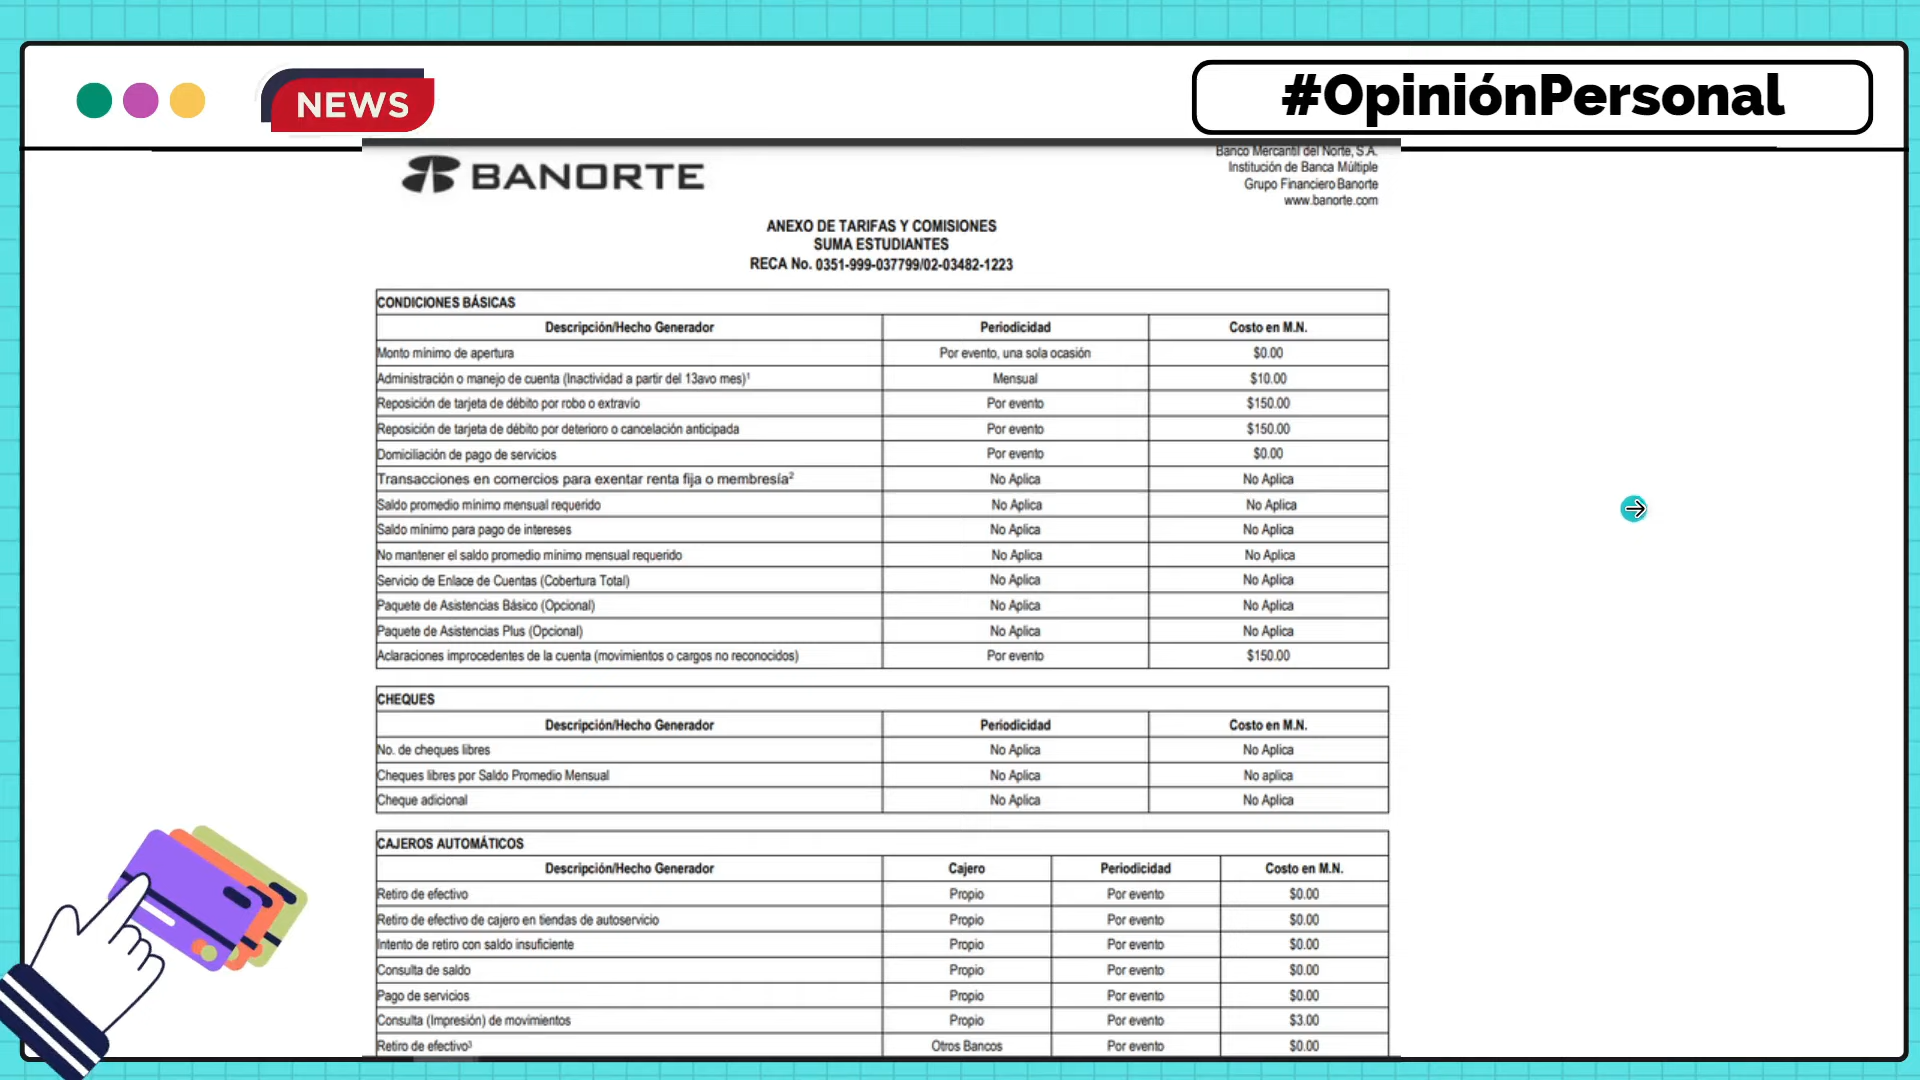 NEWS
#OpiniónPersonal
BANORTE
Banco Mercantil del Norte, S.A.
Institución de Banca Múltiple
Grupo Financiero Banorte
www.banorte.com
ANEXO DE TARIFAS Y COMISIONES
SUMA ESTUDIANTES
RECA No. 0351-999-037799/02-03482-1223
CONDICIONES BÁSICAS
Descripción/Hecho Generador Periodicidad Costo en M.N.
Monto mínimo de apertura Por evento, una sola ocasión $0.00
Administración o manejo de cuenta (Inactividad a partir del 13avo mes)¹ Mensual $10.00
Reposición de tarjeta de débito por robo o extravío Por evento $150.00
Reposición de tarjeta de débito por deterioro o cancelación anticipada Por evento $150.00
Domiciliación de pago de servicios Por evento $0.00
Transacciones en comercios para exentar renta fija o membresía² No Aplica No Aplica
Saldo promedio mínimo mensual requerido No Aplica No Aplica
Saldo mínimo para pago de intereses No Aplica No Aplica
No mantener el saldo promedio mínimo mensual requerido No Aplica No Aplica
Servicio de Enlace de Cuentas (Cobertura Total) No Aplica No Aplica
Paquete de Asistencias Básico (Opcional) No Aplica No Aplica
Paquete de Asistencias Plus (Opcional) No Aplica No Aplica
Aclaraciones improcedentes de la cuenta (movimientos o cargos no reconocidos) Por evento $150.00
CHEQUES
Descripción/Hecho Generador Periodicidad Costo en M.N.
No. de cheques libres No Aplica No Aplica
Cheques libres por Saldo Promedio Mensual No Aplica No aplica
Cheque adicional No Aplica No Aplica
CAJEROS AUTOMÁTICOS
Descripción/Hecho Generador Cajero Periodicidad Costo en M.N.
Retiro de efectivo Propio Por evento $0.00
Retiro de efectivo de cajero en tiendas de autoservicio Propio Por evento $0.00
Intento de retiro con saldo insuficiente Propio Por evento $0.00
Consulta de saldo Propio Por evento $0.00
Pago de servicios Propio Por evento $0.00
Consulta (Impresión) de movimientos Propio Por evento $3.00
Retiro de efectivo³ Otros Bancos Por evento $0.00